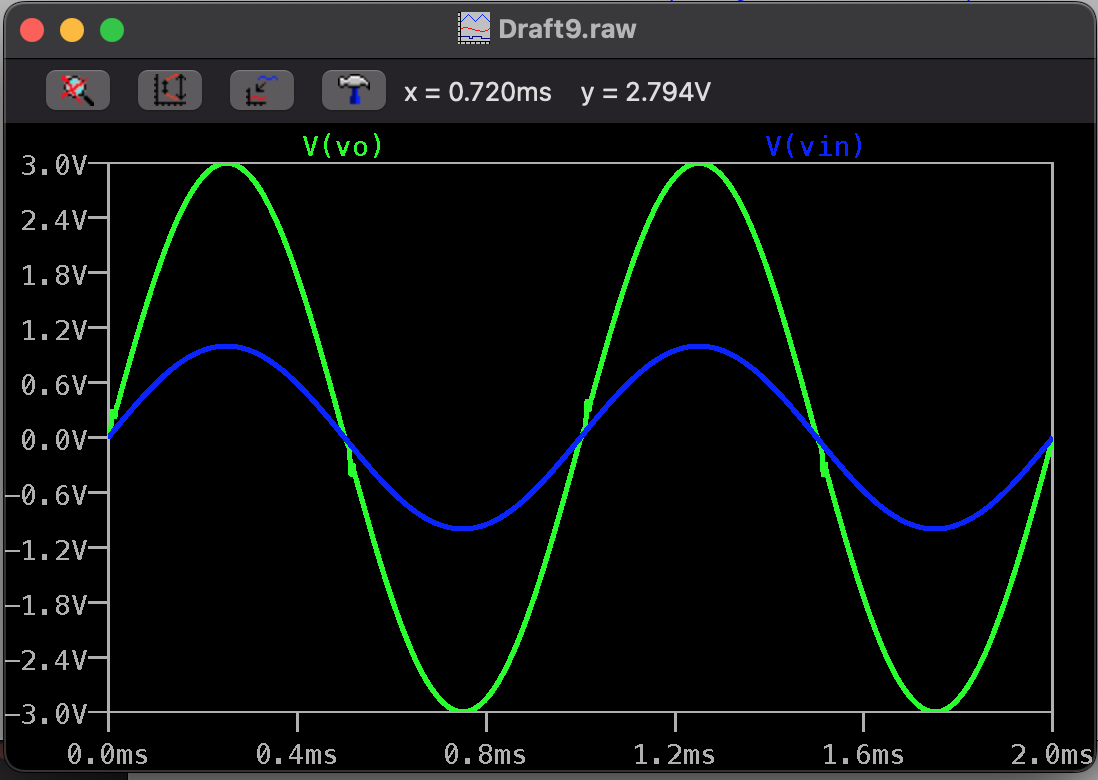 Draft9.raw
x = 0.720ms y = 2.794V
V(vo) V(vin)
3.0V
2.4V
1.8V
1.2V
0.6V
0.0V
−0.6V
−1.2V
−1.8V
−2.4V
−3.0V
0.0ms 0.4ms 0.8ms 1.2ms 1.6ms 2.0ms